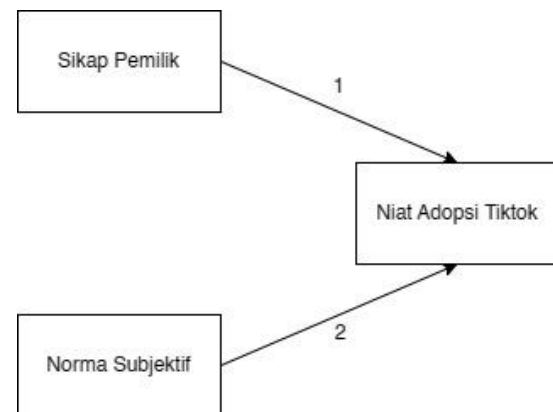 Sikap Pemilik
1
Niat Adopsi Tiktok
2
Norma Subjektif